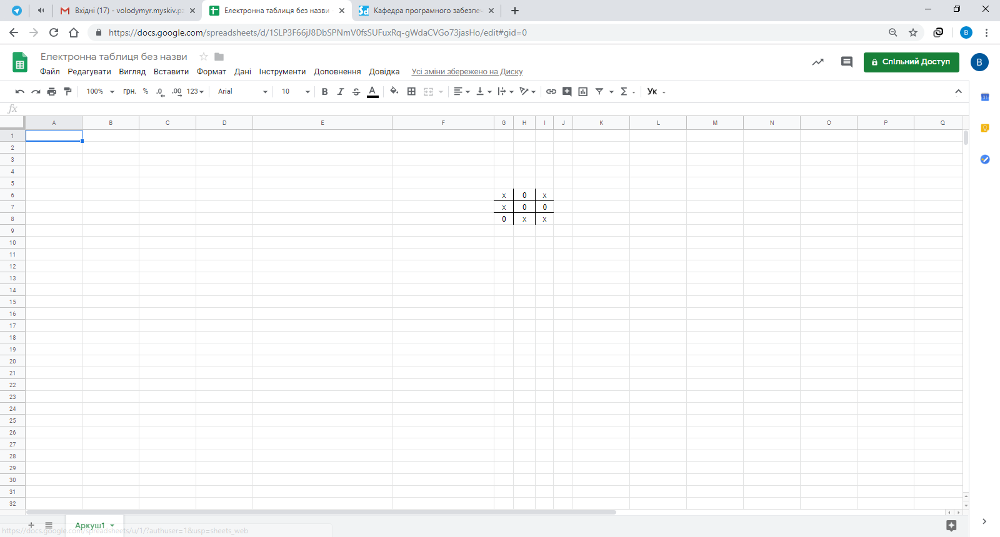 Вхідні (17) - volodymyr.myskiv.pz
Електронна таблиця без назви -
Кафедра програмного забезпеч
https://docs.google.com/spreadsheets/d/1SLP3F66jJ8DbSPNmV0fsSUFuxRq-gWdaCVGo73jasHo/edit#gid=0
B
Електронна таблиця без назви
Файл Редагувати Вигляд Вставити Формат Дані Інструменти Доповнення Довідка Усі зміни збережено на Диску
Спільний Доступ
B
100% грн. % .0 .00 123 Arial 10 B I S A Σ Ук
fx
A B C D E F G H I J K L M N O P Q
1
2
3
4
5
6 x 0 x
7 x 0 0
8 0 x x
9
10
11
12
13
14
15
16
17
18
19
20
21
22
23
24
25
26
27
28
29
30
31
32
31
Аркуш1
https://docs.google.com/spreadsheets/u/1/?authuser=1&usp=sheets_web